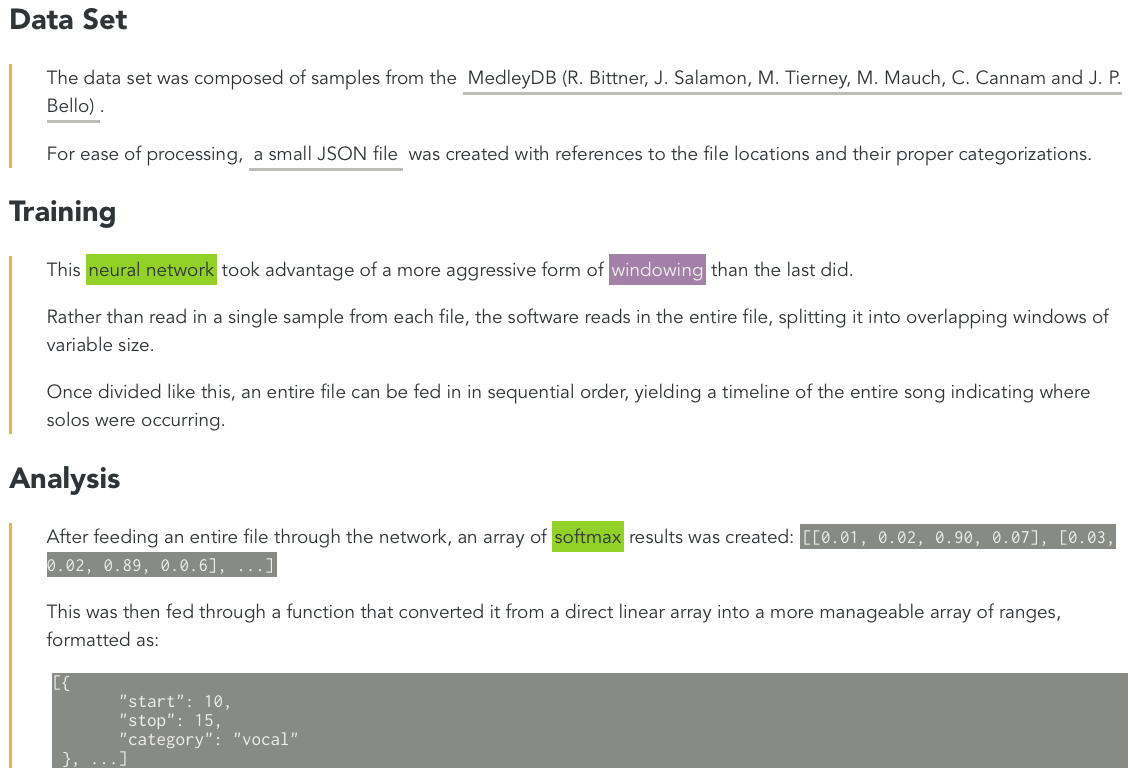 Data Set
The data set was composed of samples from the MedleyDB (R. Bittner, J. Salamon, M. Tierney, M. Mauch, C. Cannam and J. P.
Bello) .
For ease of processing, a small JSON file was created with references to the file locations and their proper categorizations.
Training
This neural network took advantage of a more aggressive form of windowing than the last did.
Rather than read in a single sample from each file, the software reads in the entire file, splitting it into overlapping windows of
variable size.
Once divided like this, an entire file can be fed in in sequential order, yielding a timeline of the entire song indicating where
solos were occurring.
Analysis
After feeding an entire file through the network, an array of softmax results was created: [[0.01, 0.02, 0.90, 0.07], [0.03,
0.02, 0.89, 0.0.6], ...]
This was then fed through a function that converted it from a direct linear array into a more manageable array of ranges,
formatted as:
[{
"start": 10,
"stop": 15,
"category": "vocal"
}, ...]